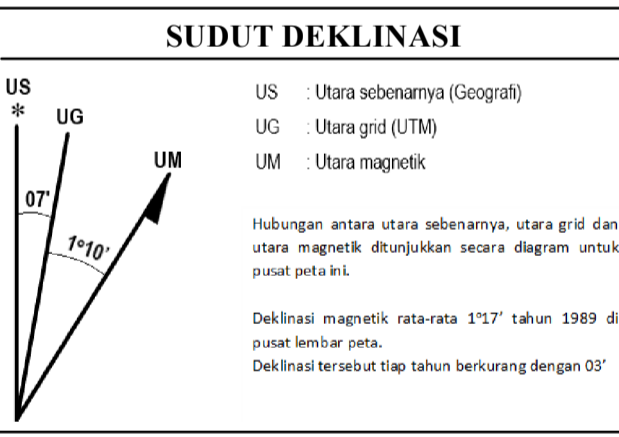 SUDUT DEKLINASI
US
*
UG
UM
07'
1°10'
US : Utara sebenarnya (Geografi)
UG : Utara grid (UTM)
UM : Utara magnetik
Hubungan antara utara sebenarnya, utara grid dan
utara magnetik ditunjukkan secara diagram untuk
pusat peta ini.
Deklinasi magnetik rata-rata 1°17’ tahun 1989 di
pusat lembar peta.
Deklinasi tersebut tiap tahun berkurang dengan 03’